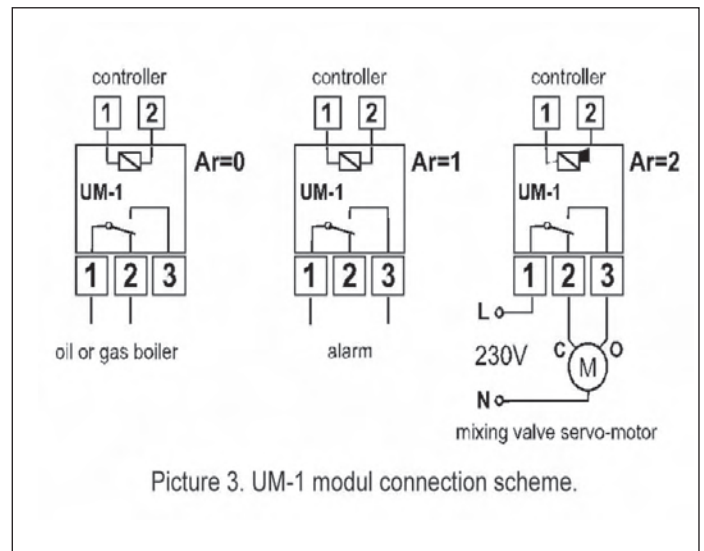 controller controller controller
1 2 1 2 1 2
Ar=0 Ar=1 Ar=2
UM-1 UM-1 UM-1
1 2 3 1 2 3 1 2 3
L
oil or gas boiler alarm 230V C M O
N
mixing valve servo-motor
Picture 3. UM-1 modul connection scheme.